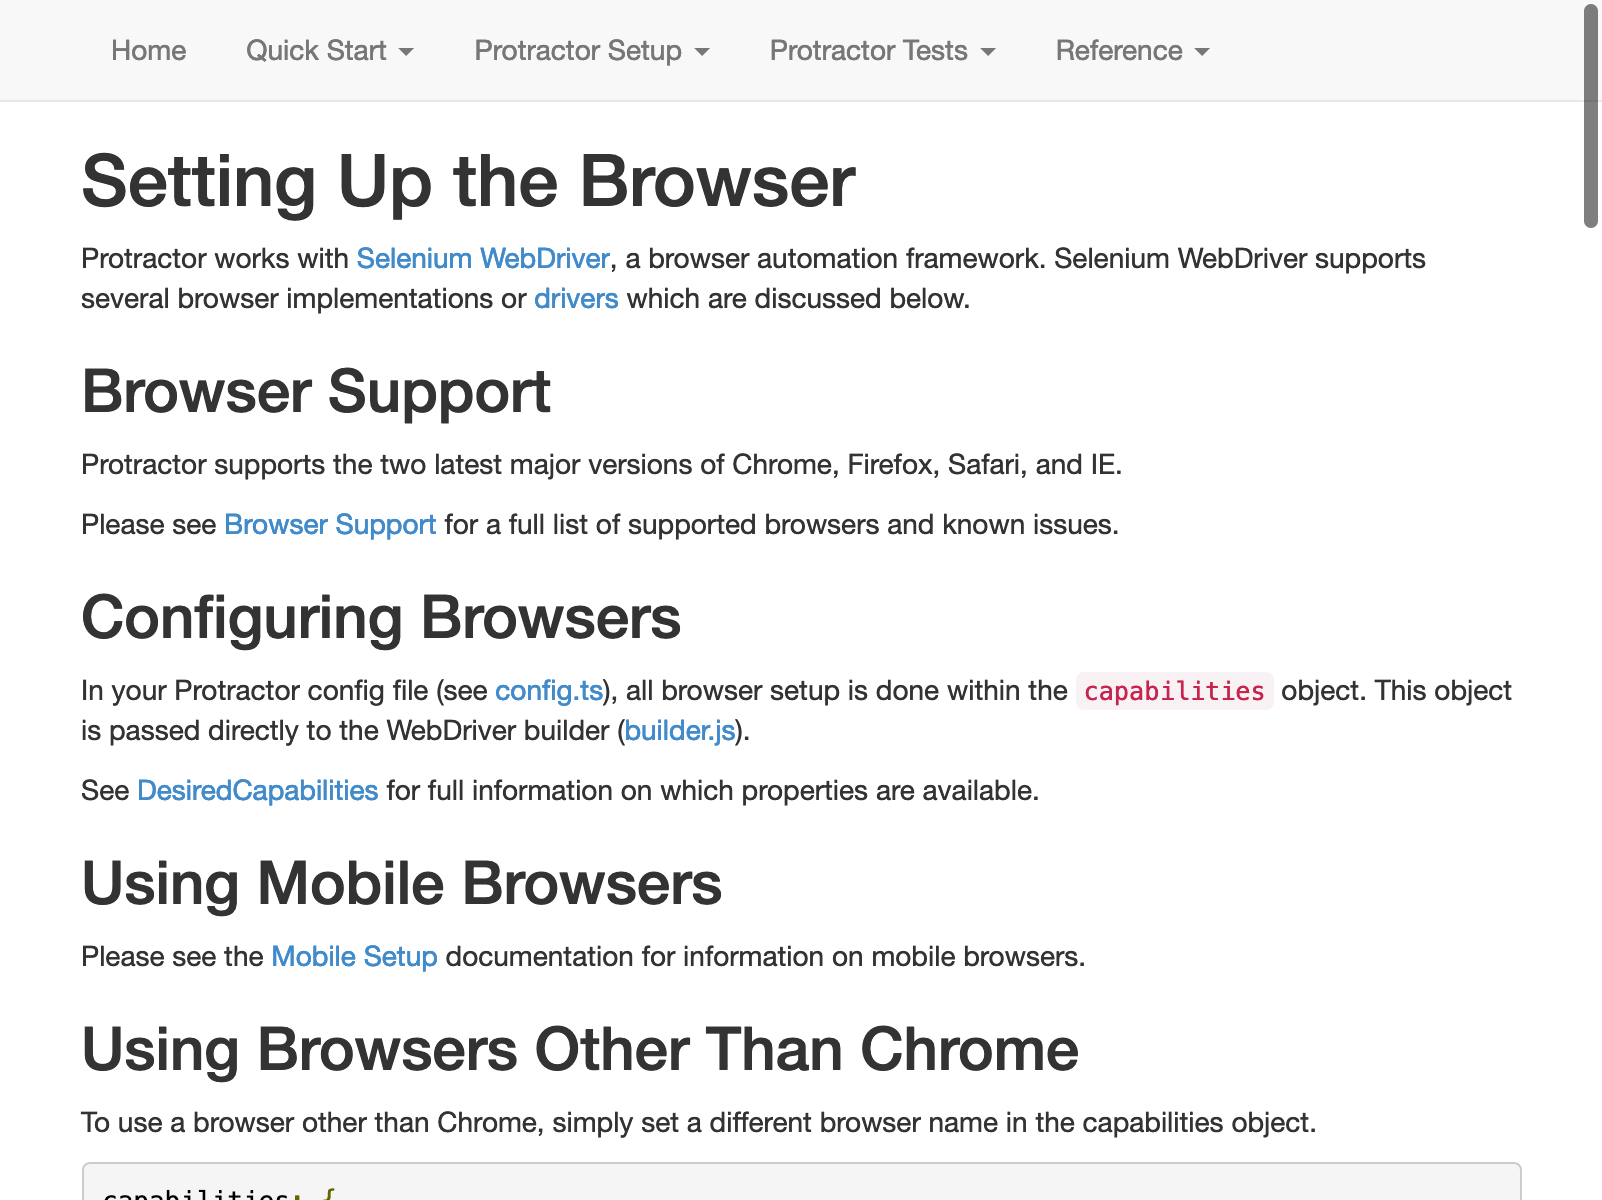 Home Quick Start Protractor Setup Protractor Tests Reference
Setting Up the Browser
Protractor works with Selenium WebDriver, a browser automation framework. Selenium WebDriver supports
several browser implementations or drivers which are discussed below.
Browser Support
Protractor supports the two latest major versions of Chrome, Firefox, Safari, and IE.
Please see Browser Support for a full list of supported browsers and known issues.
Configuring Browsers
In your Protractor config file (see config.ts), all browser setup is done within the capabilities object. This object
is passed directly to the WebDriver builder (builder.js).
See DesiredCapabilities for full information on which properties are available.
Using Mobile Browsers
Please see the Mobile Setup documentation for information on mobile browsers.
Using Browsers Other Than Chrome
To use a browser other than Chrome, simply set a different browser name in the capabilities object.
capabilities: {